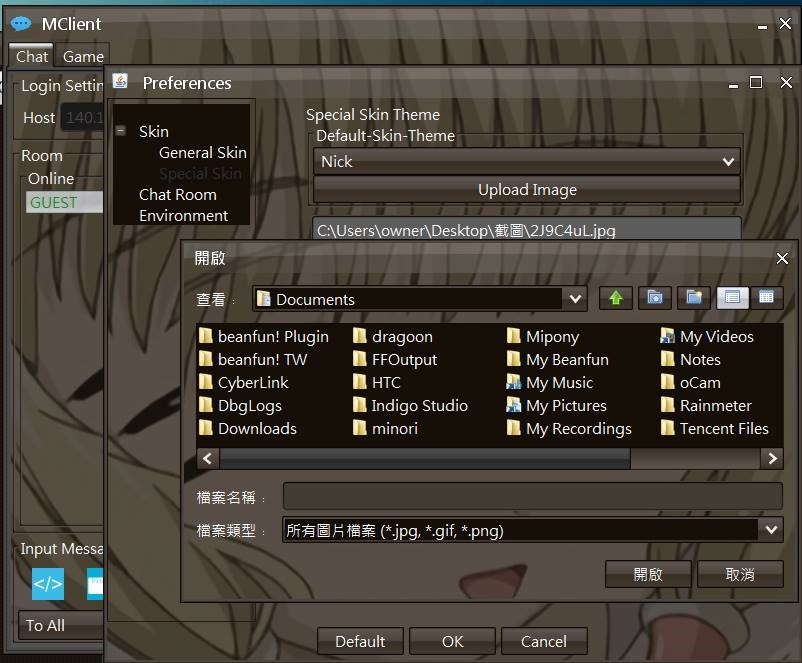 MClient
Chat Game
Preferences
Login Settin
Host 140.1
Room
Online
GUEST
Skin
General Skin
Special Skin
Chat Room
Environment
Special Skin Theme
Default-Skin-Theme
Nick
Upload Image
C:\Users\owner\Desktop\截圖\2J9C4uL.jpg
開啟
查看：
Documents
beanfun! Plugin
beanfun! TW
CyberLink
DbgLogs
Downloads
dragoon
FFOutput
HTC
Indigo Studio
minori
Mipony
My Beanfun
My Music
My Pictures
My Recordings
My Videos
Notes
oCam
Rainmeter
Tencent Files
檔案名稱：
檔案類型： 所有圖片檔案 (*.jpg, *.gif, *.png)
開啟 取消
Input Messa
</>
To All
Default OK Cancel